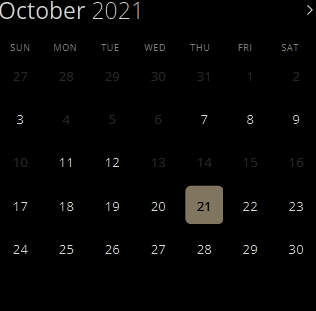 October 2021 >
SUN MON TUE WED THU FRI SAT
27 28 29 30 31 1 2
3 4 5 6 7 8 9
10 11 12 13 14 15 16
17 18 19 20 21 22 23
24 25 26 27 28 29 30